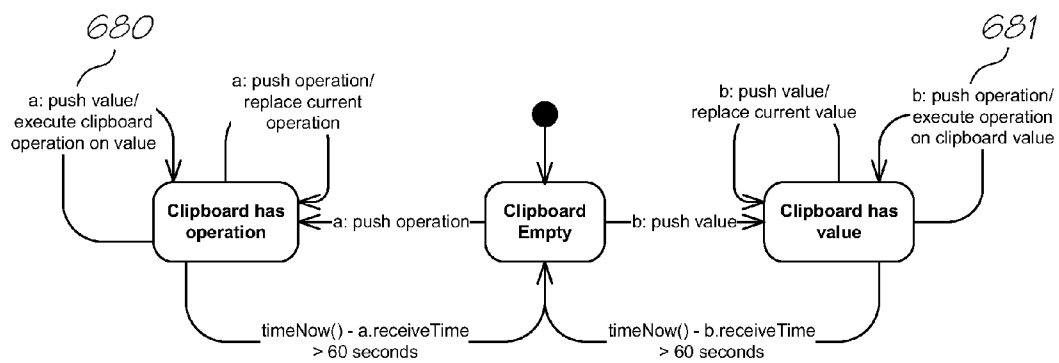 680
681
a: push value/
execute clipboard
operation on value
a: push operation/
replace current
operation
b: push value/
replace current value
b: push operation/
execute operation
on clipboard value
Clipboard has
operation
a: push operation
Clipboard
Empty
b: push value
Clipboard has
value
timeNow() - a.receiveTime
> 60 seconds
timeNow() - b.receiveTime
> 60 seconds